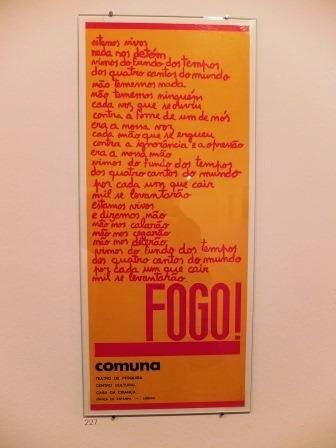 estamos vivos
nada nos detém
vimos do fundo dos tempos
dos quatro cantos do mundo
não tememos nada
não tememos ninguém
cada voz que se ouviu
contra a fome de um de nós
era a nossa voz
cada mão que se ergueu
contra a ignorância e a opressão
era a nossa mão
vimos do fundo dos tempos
dos quatro cantos do mundo
por cada um que cair
mil se levantarão
estamos vivos
e diremos não
não nos calarão
não nos cegarão
não nos deterão
vimos do fundo dos tempos
dos quatro cantos do mundo
por cada um que cair
mil se levantarão.
FOGO!
comuna
TEATRO DE PESQUISA
CENTRO CULTURAL
CASA DA CRIANÇA
PRAÇA DE ESPANHA - LISBOA
227